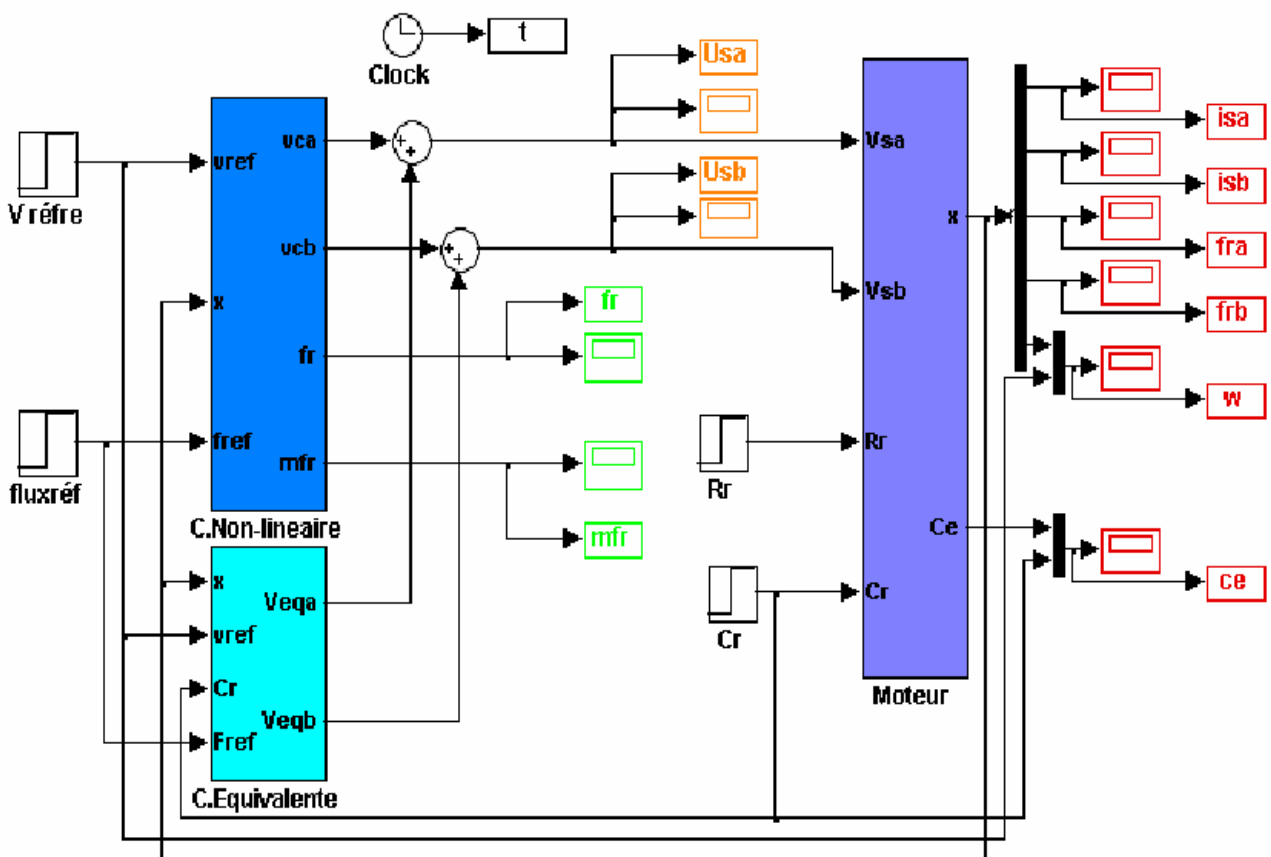 t
Clock
Usa
Usb
V réfre
fluxréf
vref
x
fref
vca
vcb
fr
mfr
C.Non-lineaire
x
vref
Cr
Fref
Veqa
Veqb
C.Equivalente
fr
mfr
Rr
Cr
Vsa
Vsb
Rr
Cr
x
Ce
Moteur
isa
isb
fra
frb
w
ce